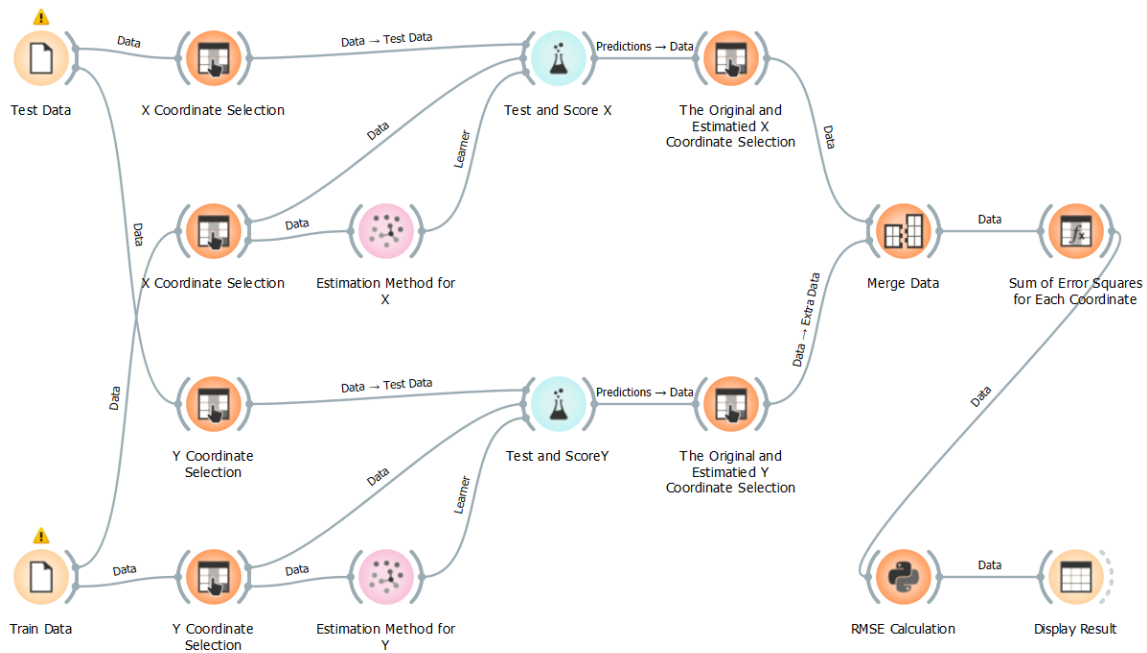 Data
Data → Test Data
Predictions → Data
Test Data
X Coordinate Selection
Test and Score X
The Original and
Estimatied X
Coordinate Selection
Data
Data
Learner
Data
Data
Data
X Coordinate Selection
Estimation Method for
X
Merge Data
Sum of Error Squares
for Each Coordinate
Data → Extra Data
Data
Data → Test Data
Predictions → Data
Data
Y Coordinate
Selection
Test and ScoreY
The Original and
Estimatied Y
Coordinate Selection
Data
Learner
Data
Data
Data
Train Data
Y Coordinate
Selection
Estimation Method for
Y
RMSE Calculation
Display Result